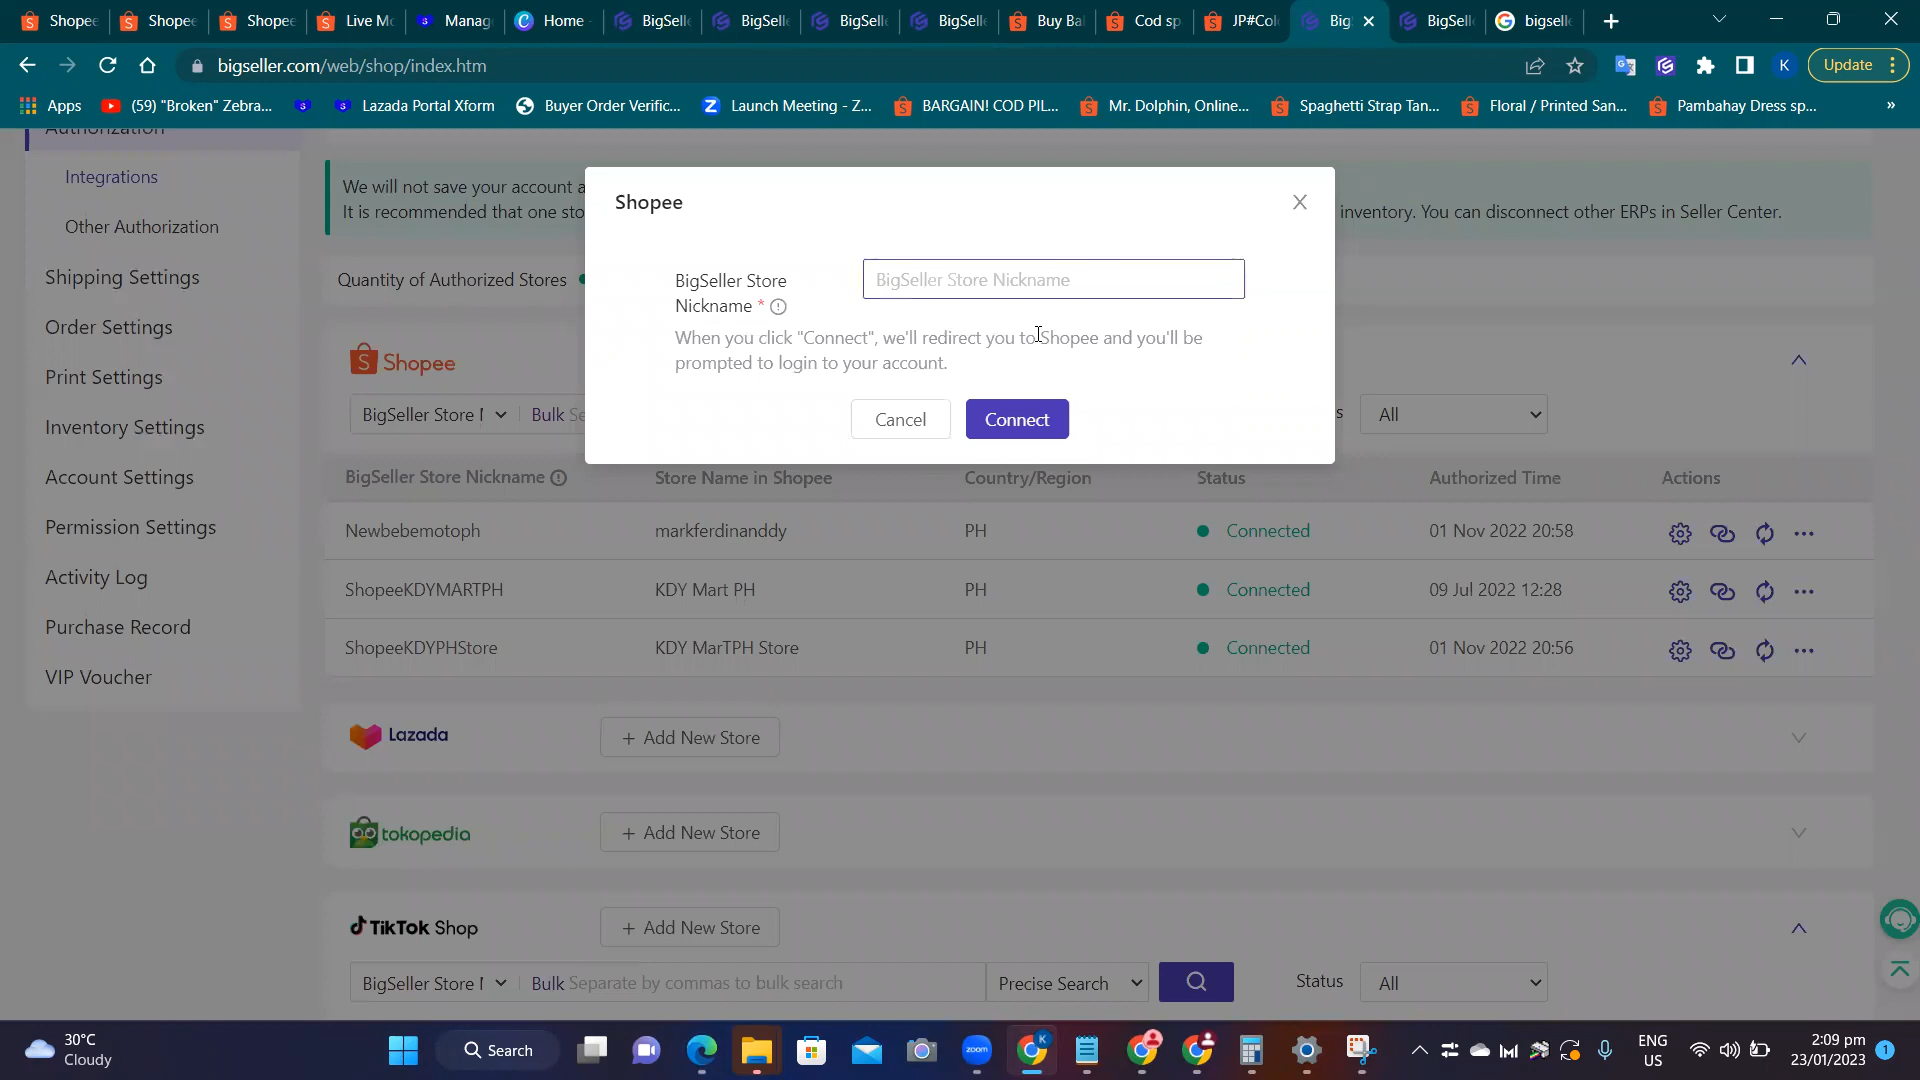 Shopee
Shopee
Shopee
Live Mo
Manag
Home
BigSelle
BigSelle
BigSelle
BigSelle
Buy Bal
Cod sp
JP#Col
Big
BigSelle
bigselle
bigseller.com/web/shop/index.htm
K
Update
Apps
(59) "Broken" Zebra...
Lazada Portal Xform
Buyer Order Verific...
Launch Meeting - Z...
BARGAIN! COD PIL...
Mr. Dolphin, Online...
Spaghetti Strap Tan...
Floral / Printed San...
Pambahay Dress sp...
»
Authorization
Integrations
Other Authorization
Shipping Settings
Order Settings
Print Settings
Inventory Settings
Account Settings
Permission Settings
Activity Log
Purchase Record
VIP Voucher
We will not save your account a
It is recommended that one sto
inventory. You can disconnect other ERPs in Seller Center.
Quantity of Authorized Stores
Shopee
BigSeller Store
Nickname *
BigSeller Store Nickname
When you click "Connect", we'll redirect you to Shopee and you'll be
prompted to login to your account.
Cancel
Connect
Shopee
BigSeller Store N
Bulk Se
s
All
BigSeller Store Nickname
Store Name in Shopee
Country/Region
Status
Authorized Time
Actions
Newbebemotoph
markferdinanddy
PH
Connected
01 Nov 2022 20:58
ShopeeKDYMARTPH
KDY Mart PH
PH
Connected
09 Jul 2022 12:28
ShopeeKDYPHStore
KDY MarTPH Store
PH
Connected
01 Nov 2022 20:56
Lazada
+ Add New Store
tokopedia
+ Add New Store
TikTok Shop
+ Add New Store
BigSeller Store N
Bulk Separate by commas to bulk search
Precise Search
Status
All
30°C
Cloudy
Search
zoom
K
ENG
US
2:09 pm
23/01/2023
1